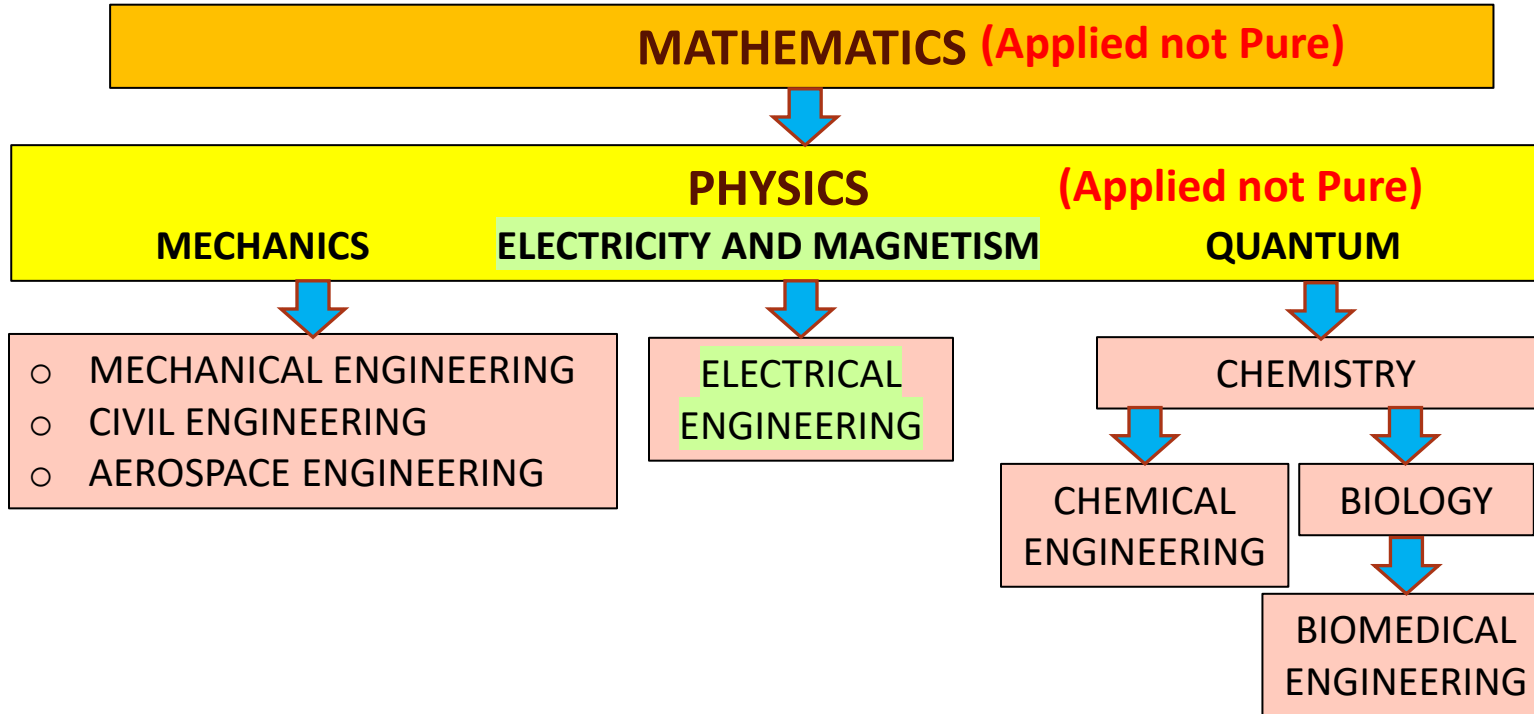 MATHEMATICS (Applied not Pure)
PHYSICS (Applied not Pure)
MECHANICS ELECTRICITY AND MAGNETISM QUANTUM
o MECHANICAL ENGINEERING
o CIVIL ENGINEERING
o AEROSPACE ENGINEERING
ELECTRICAL
ENGINEERING
CHEMISTRY
CHEMICAL
ENGINEERING
BIOLOGY
BIOMEDICAL
ENGINEERING